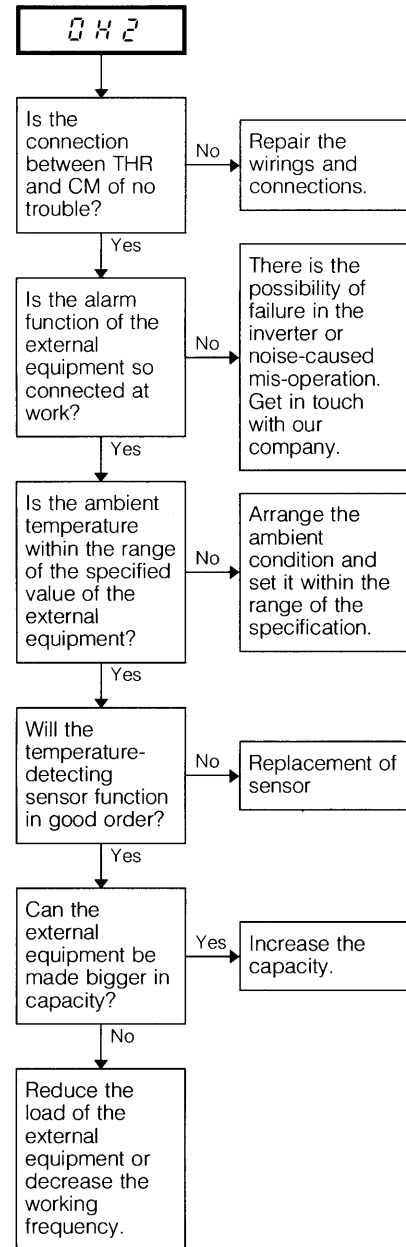 OH2
Is the
connection
between THR
and CM of no
trouble?
No
Repair the
wirings and
connections.
Yes
Is the alarm
function of the
external
equipment so
connected at
work?
No
There is the
possibility of
failure in the
inverter or
noise-caused
mis-operation.
Get in touch
with our
company.
Yes
Is the ambient
temperature
within the range
of the specified
value of the
external
equipment?
No
Arrange the
ambient
condition and
set it within the
range of the
specification.
Yes
Will the
temperature-
detecting
sensor function
in good order?
No
Replacement of
sensor
Yes
Can the
external
equipment be
made bigger in
capacity?
Yes
Increase the
capacity.
No
Reduce the
load of the
external
equipment or
decrease the
working
frequency.